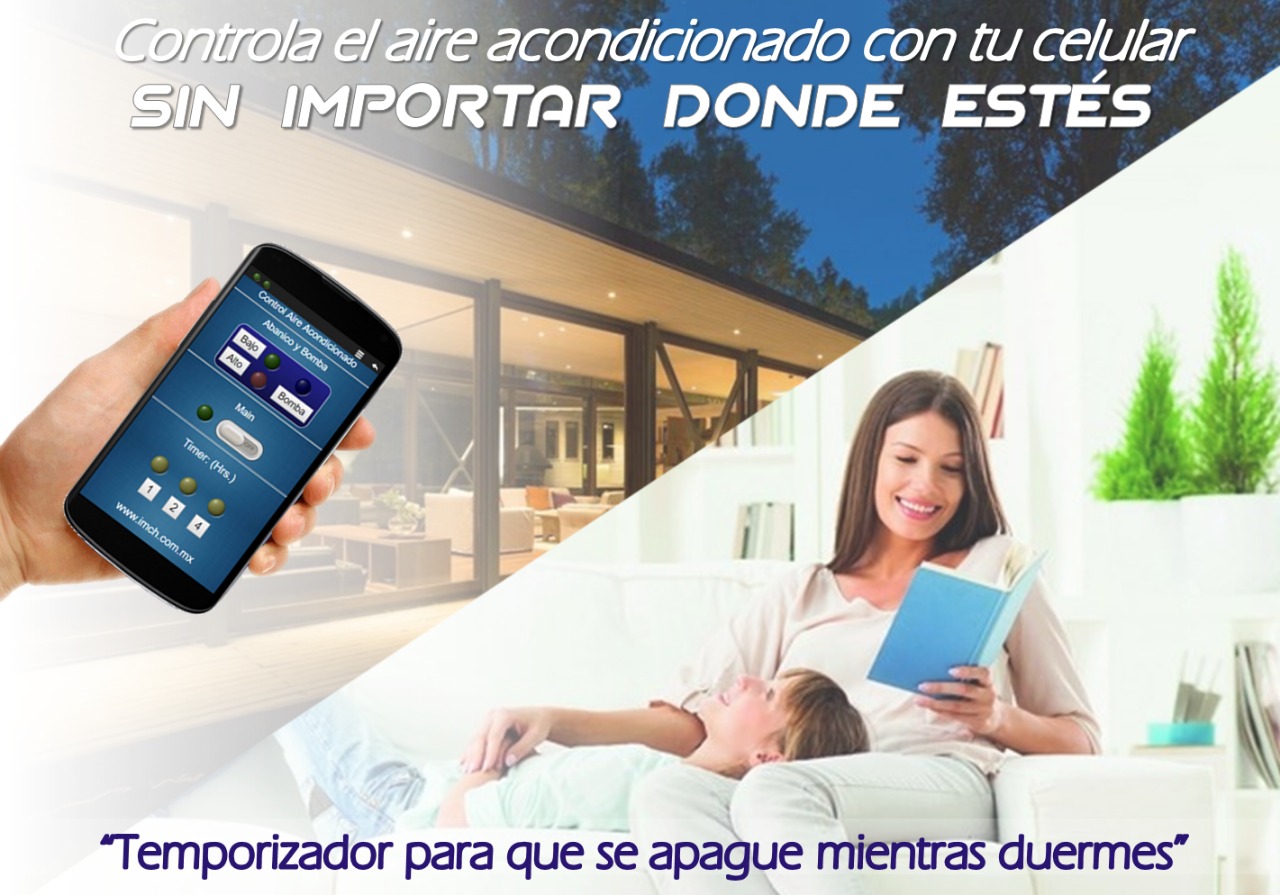 Controla el aire acondicionado con tu celular
SIN IMPORTAR DONDE ESTÉS
Control Aire Acondicionado
Abanico y Bomba
Bajo
Alto
Bomba
Main
Timer: (Hrs.)
1 2 4
www.imch.com.mx
“Temporizador para que se apague mientras duermes”